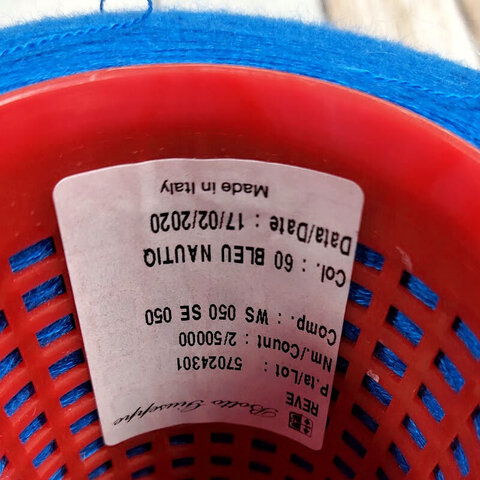 Botto Giuseppe
REVE
P.ta/Lot : 57024301
Nm./Count : 2/50000
Comp. : WS 050 SE 050
Col. : 60 BLEU NAUTIQ
Data/Date : 17/02/2020
Made in Italy